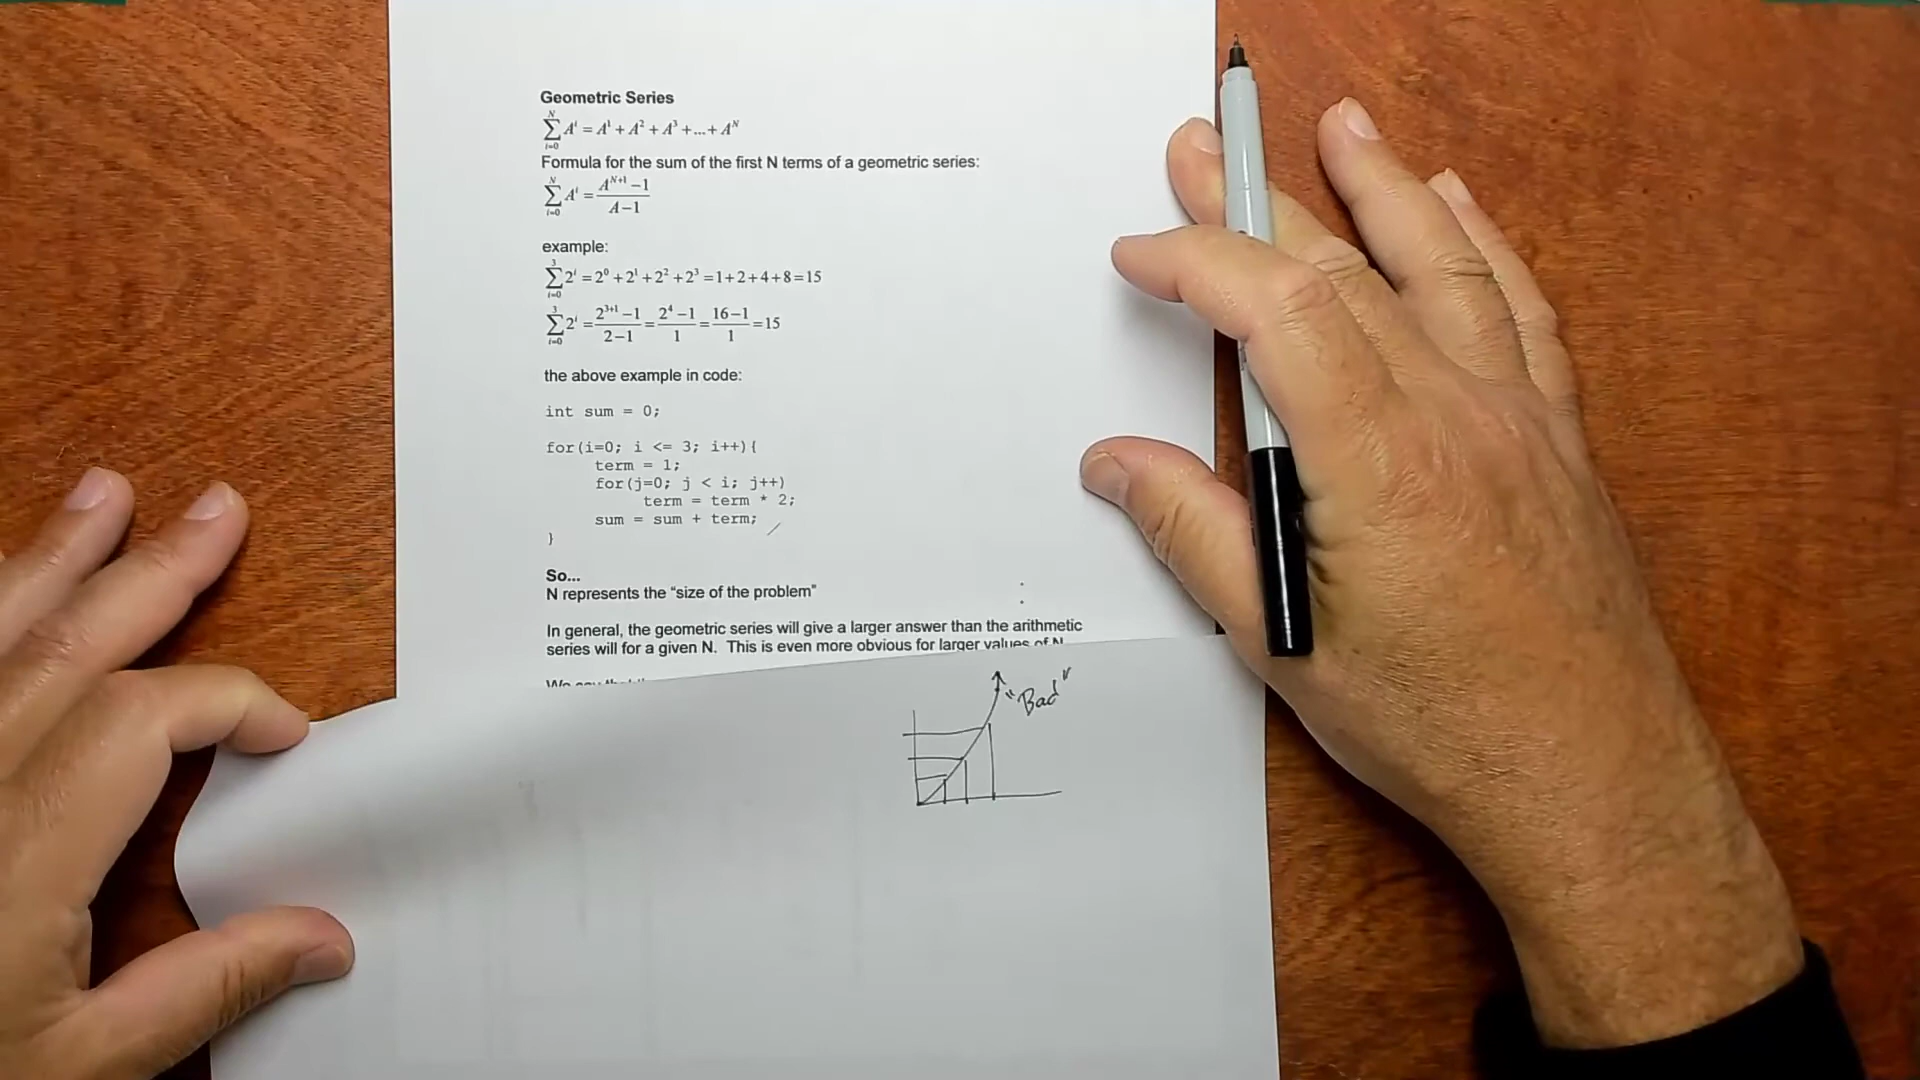 Geometric Series
∑_{i=0}^{N} A^i = A^1 + A^2 + A^3 + ... + A^N
Formula for the sum of the first N terms of a geometric series:
∑_{i=0}^{N} A^i = (A^{N+1} − 1)/(A − 1)
example:
∑_{i=0}^{3} 2^i = 2^0 + 2^1 + 2^2 + 2^3 = 1+2+4+8 = 15
∑_{i=0}^{3} 2^i = (2^{3+1} − 1)/(2 − 1) = (2^4 − 1)/1 = (16 − 1)/1 = 15
the above example in code:
int sum = 0;
for(i=0; i <= 3; i++){
term = 1;
for(j=0; j < i; j++)
term = term * 2;
sum = sum + term;
}
So...
N represents the “size of the problem”
In general, the geometric series will give a larger answer than the arithmetic
series will for a given N. This is even more obvious for larger values of N
"Bad"